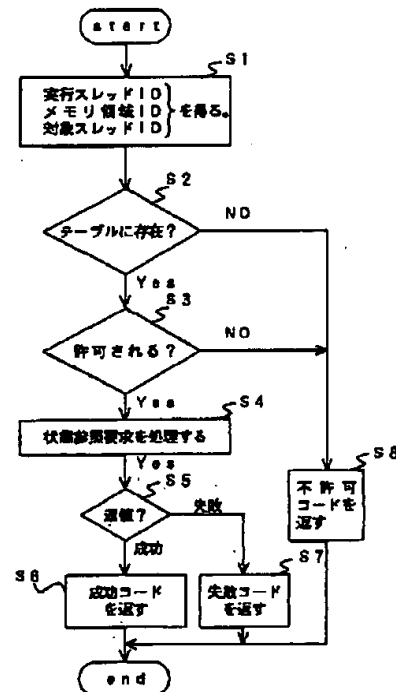 start
S1
実行スレッドID
メモリ領域ID
対象スレッドID
を得る。
S2
テーブルに存在?
NO
Yes
S3
許可される?
NO
Yes
S4
状態参照要求を処理する
Yes
S5
返値?
失敗
成功
S8
不許可
コードを
返す
S6
成功コード
を返す
S7
失敗コード
を返す
end